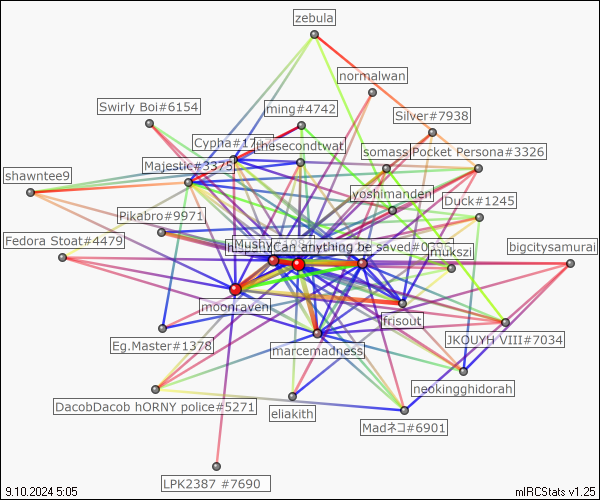 zebula
normalwan
Swirly Boi#6154
ming#4742
Silver#7938
Cypha#1
thesecondtwat
somass
Pocket Persona#3326
Majestic#3375
shawntee9
yoshimanden
Duck#1245
Pikabro#9971
Fedora Stoat#4479
Mushy
Can anything be saved#0
mukszi
bigcitysamurai
moonraven
frisout
Eg.Master#1378
marcemadness
JKOUYH VIII#7034
neokingghidorah
DacobDacob hORNY police#5271
eliakith
Madネコ#6901
LPK2387 #7690
9.10.2024 5:05
mIRCStats v1.25